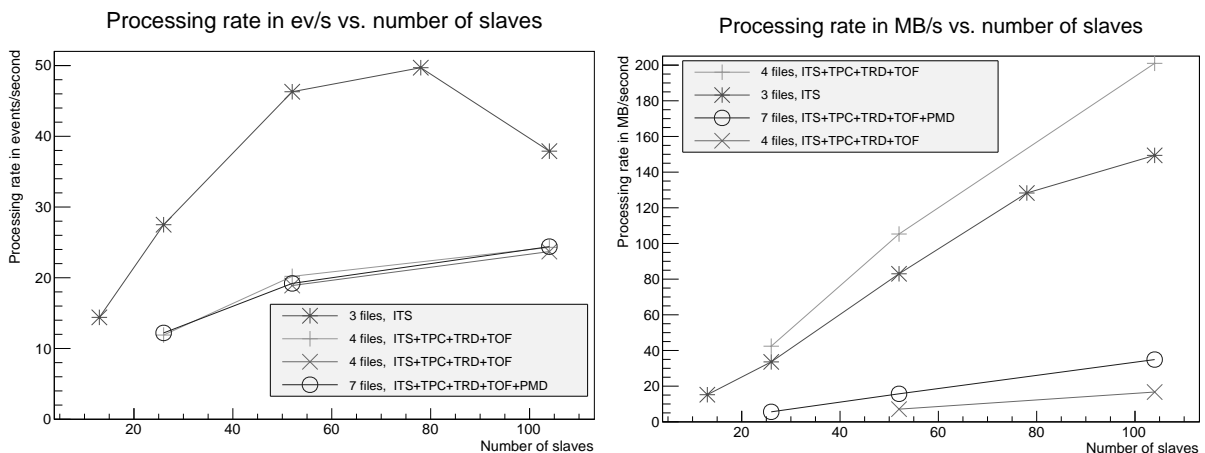 Processing rate in ev/s vs. number of slaves
Processing rate in events/second
50
40
30
20
10
0
3 files, ITS
4 files, ITS+TPC+TRD+TOF
4 files, ITS+TPC+TRD+TOF
7 files, ITS+TPC+TRD+TOF+PMD
20 40 60 80 100
Number of slaves
Processing rate in MB/s vs. number of slaves
Processing rate in MB/second
200
180
160
140
120
100
80
60
40
20
0
4 files, ITS+TPC+TRD+TOF
3 files, ITS
7 files, ITS+TPC+TRD+TOF+PMD
4 files, ITS+TPC+TRD+TOF
20 40 60 80 100
Number of slaves